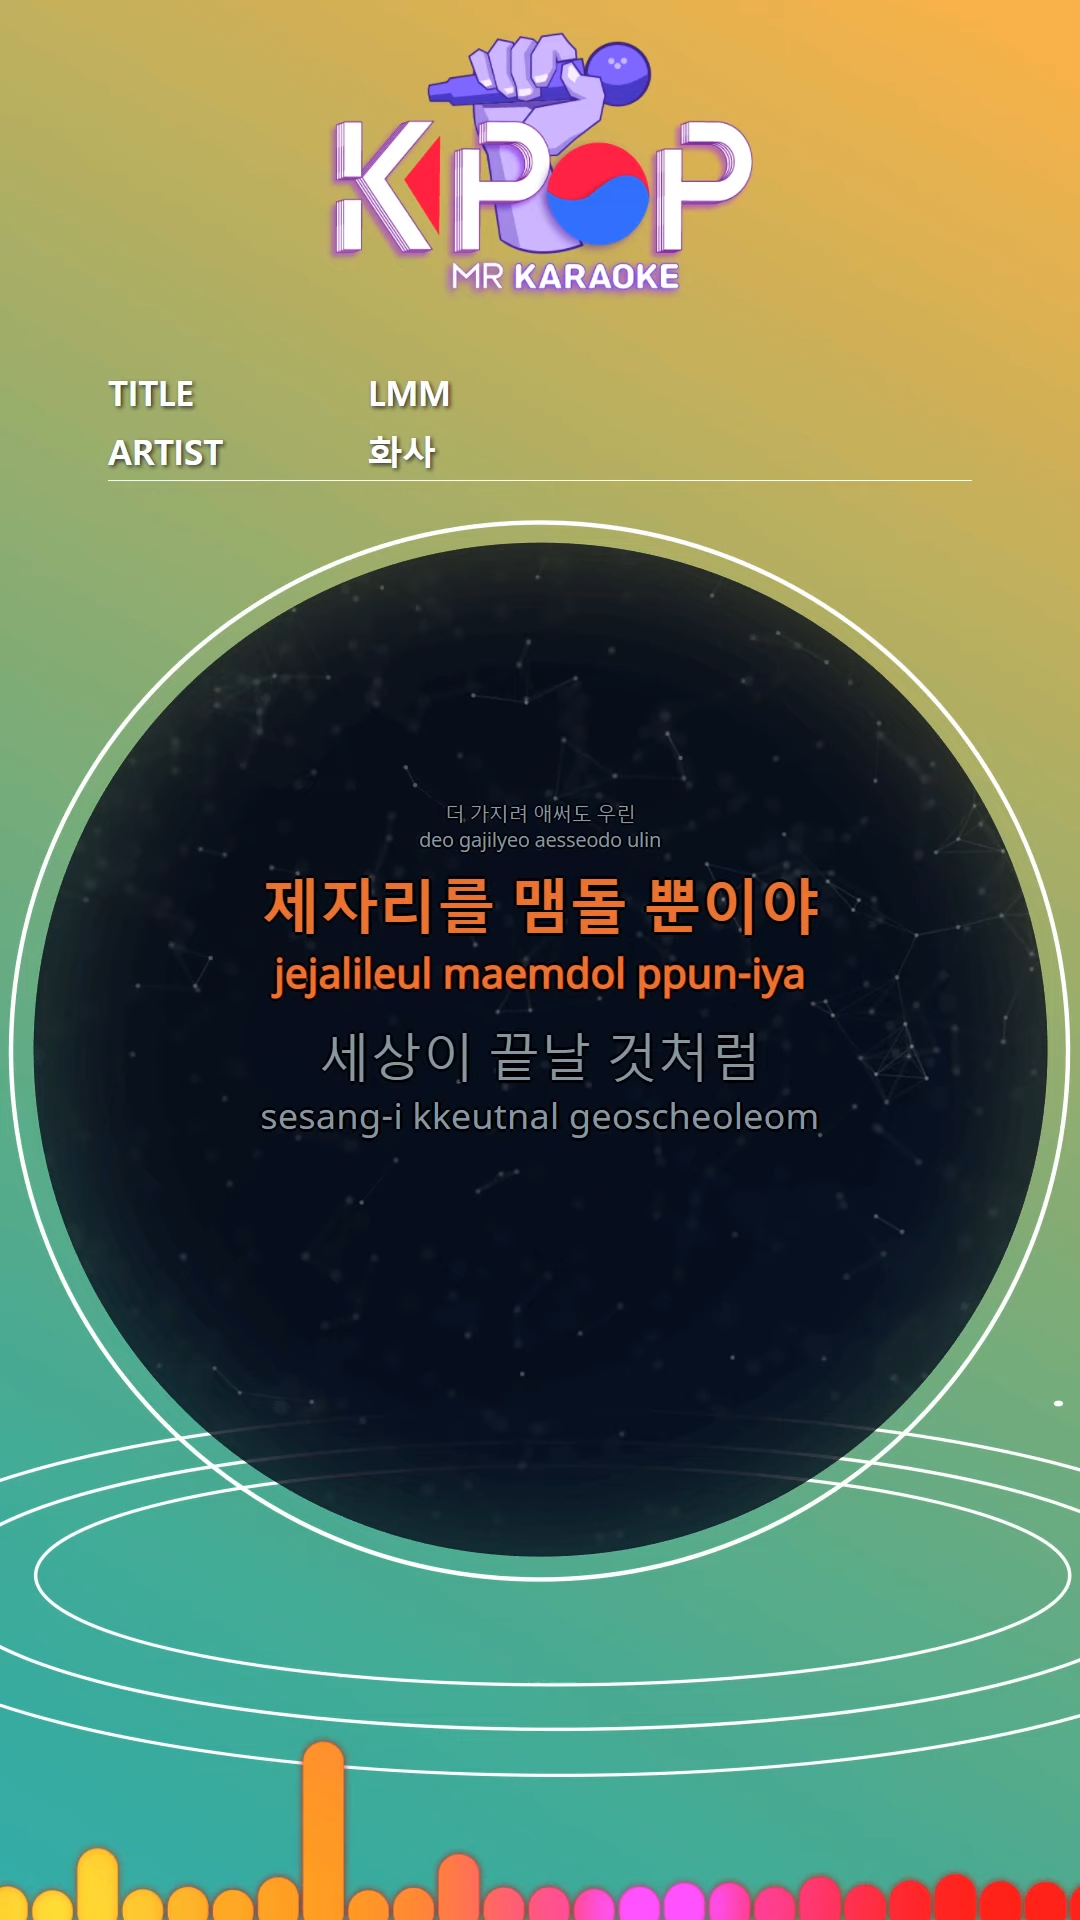 KPOP
MR KARAOKE
TITLE LMM
ARTIST 화사
더 가지려 애써도 우린
deo gajilyeo aesseodo ulin
제자리를 맴돌 뿐이야
jejalileul maemdol ppun-iya
세상이 끝날 것처럼
sesang-i kkeutnal geoscheoleom